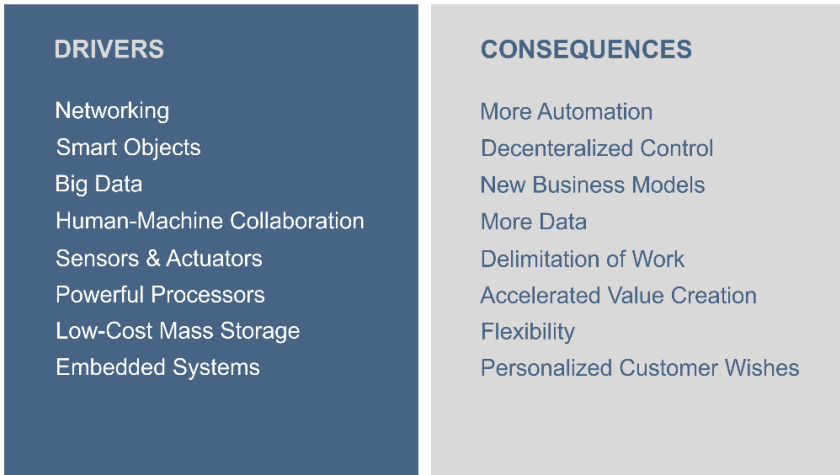 DRIVERS
Networking
Smart Objects
Big Data
Human-Machine Collaboration
Sensors & Actuators
Powerful Processors
Low-Cost Mass Storage
Embedded Systems
CONSEQUENCES
More Automation
Decenteralized Control
New Business Models
More Data
Delimitation of Work
Accelerated Value Creation
Flexibility
Personalized Customer Wishes